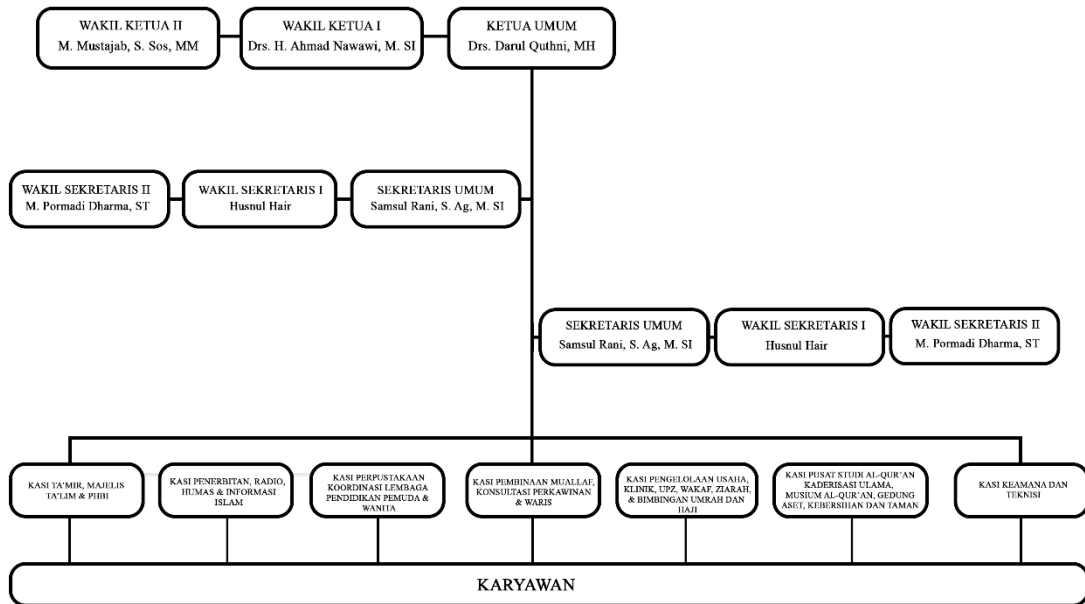 WAKIL KETUA II
M. Mustajab, S. Sos, MM
WAKIL KETUA I
Drs. H. Ahmad Nawawi, M. SI
KETUA UMUM
Drs. Darul Quthni, MH
WAKIL SEKRETARIS II
M. Pormadi Dharma, ST
WAKIL SEKRETARIS I
Husnul Hair
SEKRETARIS UMUM
Samsul Rani, S. Ag, M. SI
SEKRETARIS UMUM
Samsul Rani, S. Ag, M. SI
WAKIL SEKRETARIS I
Husnul Hair
WAKIL SEKRETARIS II
M. Pormadi Dharma, ST
KASI TA'MIR, MAJELIS
TA'LIM & PHBI
KASI PENERBITAN, RADIO,
HUMAS & INFORMASI
ISLAM
KASI PERPUSTAKAAN
KOORDINASI LEMBAGA
PENDIDIKAN PEMUDA &
WANITA
KASI PEMBINAAN MUALLAF,
KONSULTASI PERKAWINAN
& WARIS
KASI PENGELOLAAN USAHA,
KLINIK, UPZ, WAKAF, ZIARAH,
& BIMBINGAN UMRAH DAN
HAJI
KASI PUSAT STUDI AL-QUR'AN
KADERISASI ULAMA,
MUSIUM AL-QUR'AN, GEDUNG
ASET, KEBERSIHAN DAN TAMAN
KASI KEAMANA DAN
TEKNISI
KARYAWAN